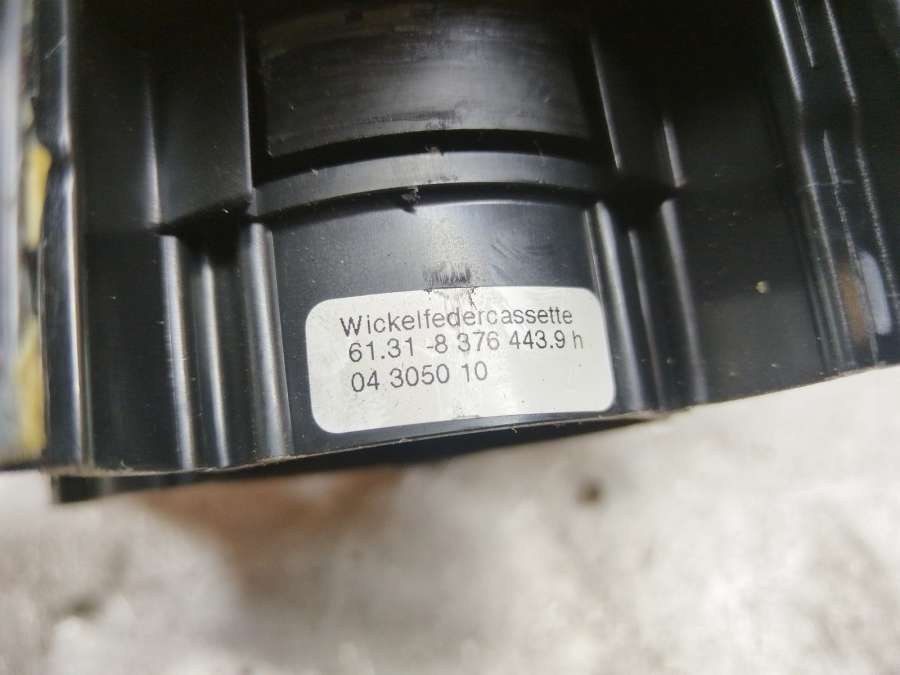 Wickelfedercassette
61.31 -8 376 443.9 h
04 3050 10